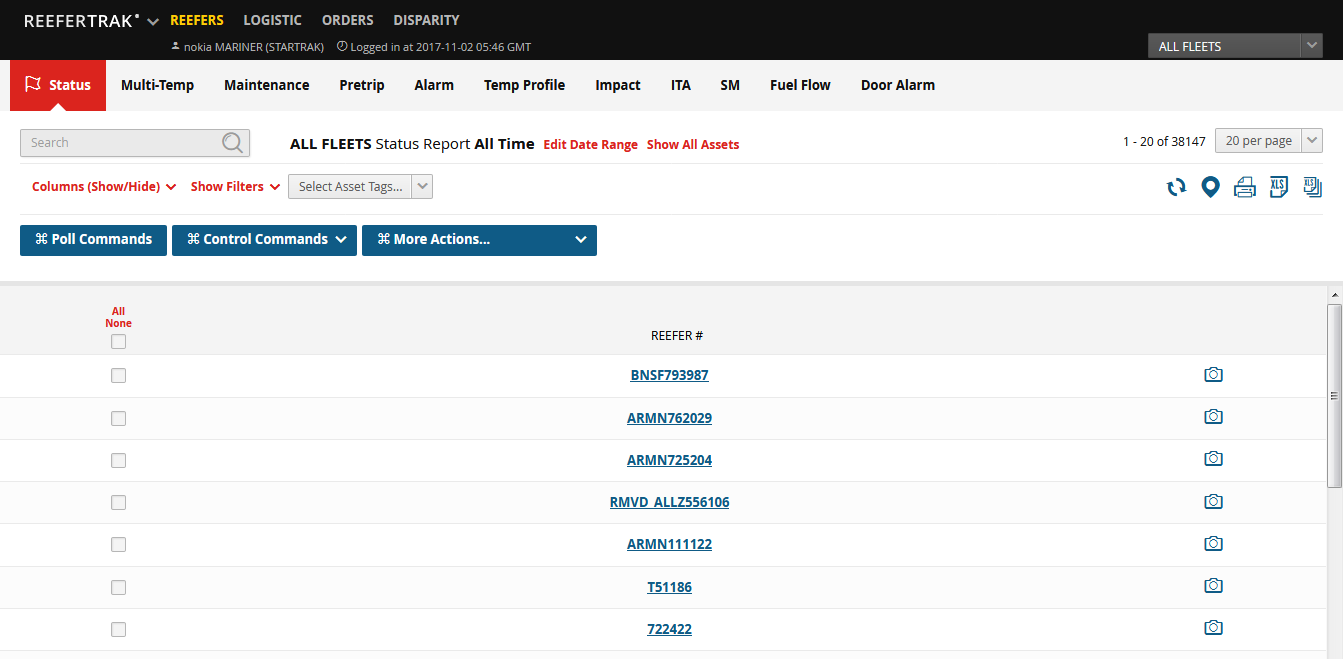 REEFERTRAK REEFERS LOGISTIC ORDERS DISPARITY
nokia MARINER (STARTRAK) Logged in at 2017-11-02 05:46 GMT
ALL FLEETS
Status Multi-Temp Maintenance Pretrip Alarm Temp Profile Impact ITA SM Fuel Flow Door Alarm
Search ALL FLEETS Status Report All Time Edit Date Range Show All Assets 1 - 20 of 38147 20 per page
Columns (Show/Hide) Show Filters Select Asset Tags... XLS XLS
⌘ Poll Commands ⌘ Control Commands ⌘ More Actions...
All
None
REEFER #
BNSF793987
ARMN762029
ARMN725204
RMVD_ALLZ556106
ARMN111122
T51186
722422